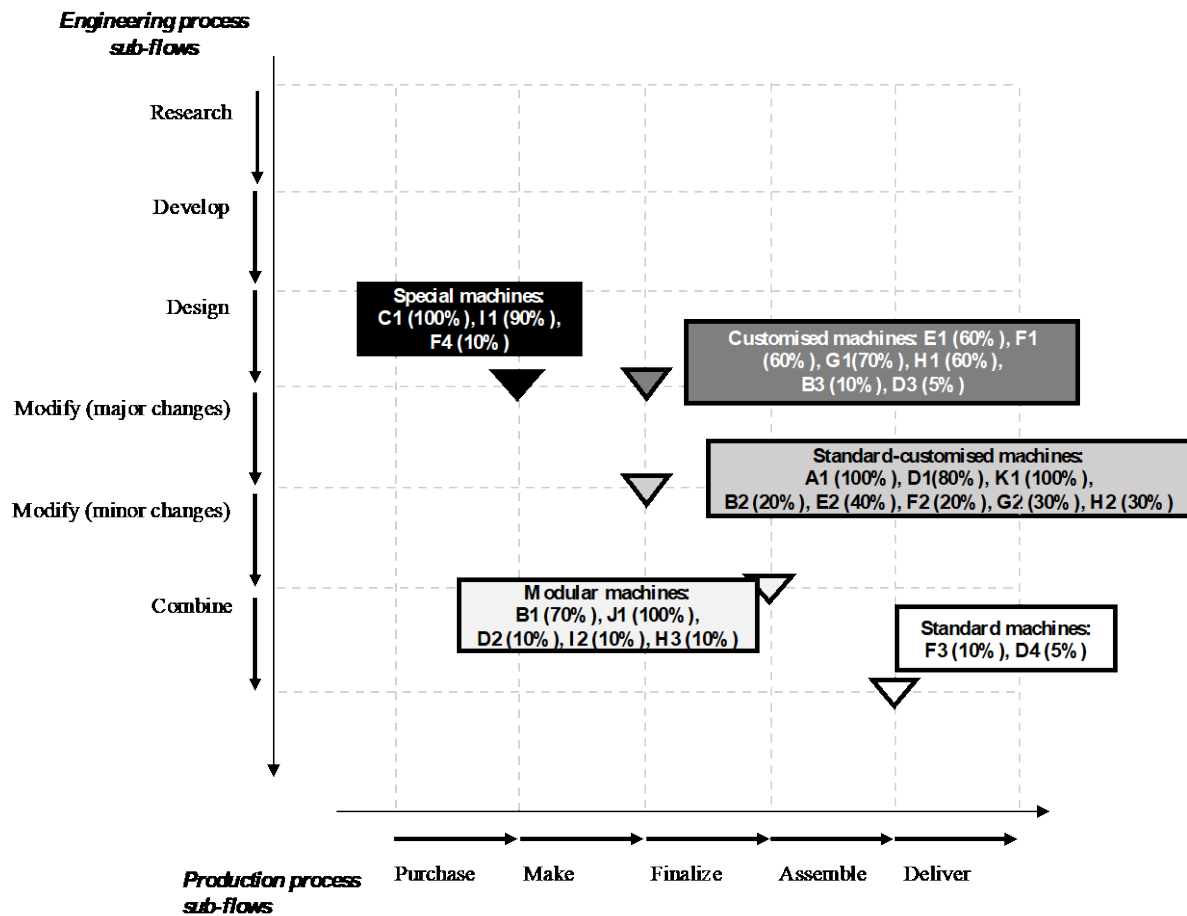 Engineering process
sub-flows
Research
Develop
Design
Special machines:
C1 (100%), I1 (90%),
F4 (10%)
Customised machines: E1 (60%), F1
(60%), G1(70%), H1 (60%),
B3 (10%), D3 (5%)
Modify (major changes)
Standard-customised machines:
A1 (100%), D1(80%), K1 (100%),
B2 (20%), E2 (40%), F2 (20%), G2 (30%), H2 (30%)
Modify (minor changes)
Combine
Modular machines:
B1 (70%), J1 (100%),
D2 (10%), I2 (10%), H3 (10%)
Standard machines:
F3 (10%), D4 (5%)
Purchase Make Finalize Assemble Deliver
Production process
sub-flows